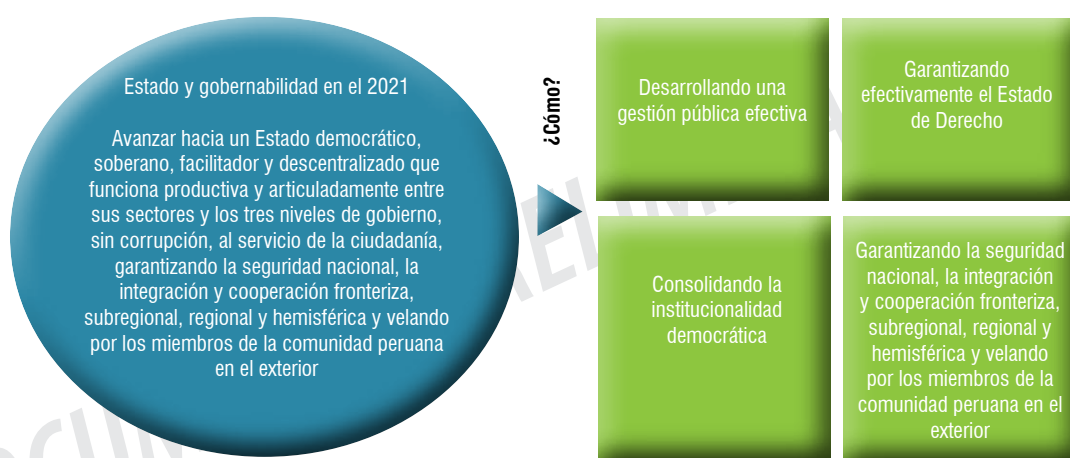 Estado y gobernabilidad en el 2021
Avanzar hacia un Estado democrático,
soberano, facilitador y descentralizado que
funciona productiva y articuladamente entre
sus sectores y los tres niveles de gobierno,
sin corrupción, al servicio de la ciudadanía,
garantizando la seguridad nacional, la
integración y cooperación fronteriza,
subregional, regional y hemisférica y velando
por los miembros de la comunidad peruana
en el exterior
¿Cómo?
Desarrollando una
gestión pública efectiva
Garantizando
efectivamente el Estado
de Derecho
Consolidando la
institucionalidad
democrática
Garantizando la seguridad
nacional, la integración
y cooperación fronteriza,
subregional, regional y
hemisférica y velando
por los miembros de la
comunidad peruana en el
exterior